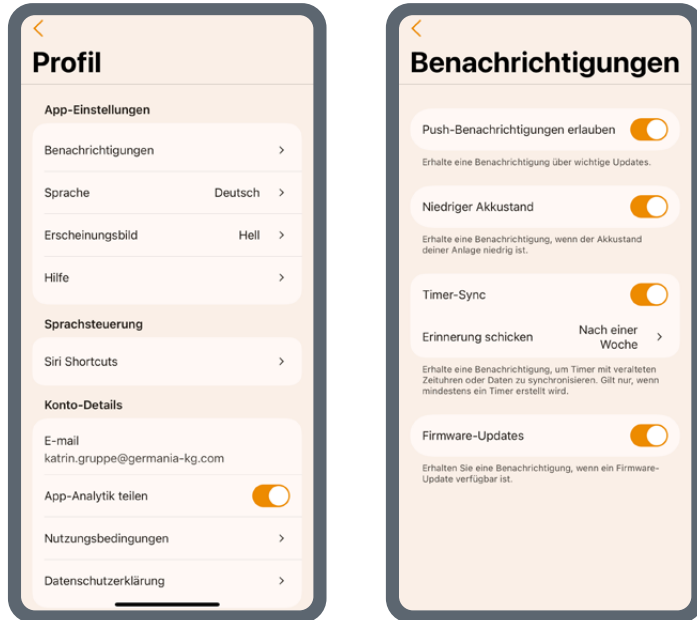 Profil
App-Einstellungen
Benachrichtigungen
Sprache Deutsch
Erscheinungsbild Hell
Hilfe
Sprachsteuerung
Siri Shortcuts
Konto-Details
E-mail
katrin.gruppe@germania-kg.com
App-Analytik teilen
Nutzungsbedingungen
Datenschutzerklärung
Benachrichtigungen
Push-Benachrichtigungen erlauben
Erhalte eine Benachrichtigung über wichtige Updates.
Niedriger Akkustand
Erhalte eine Benachrichtigung, wenn der Akkustand
deiner Anlage niedrig ist.
Timer-Sync
Erinnerung schicken Nach einer
Woche
Erhalte eine Benachrichtigung, um Timer mit veralteten
Zeituhren oder Daten zu synchronisieren. Gilt nur, wenn
mindestens ein Timer erstellt wird.
Firmware-Updates
Erhalten Sie eine Benachrichtigung, wenn ein Firmware-
Update verfügbar ist.